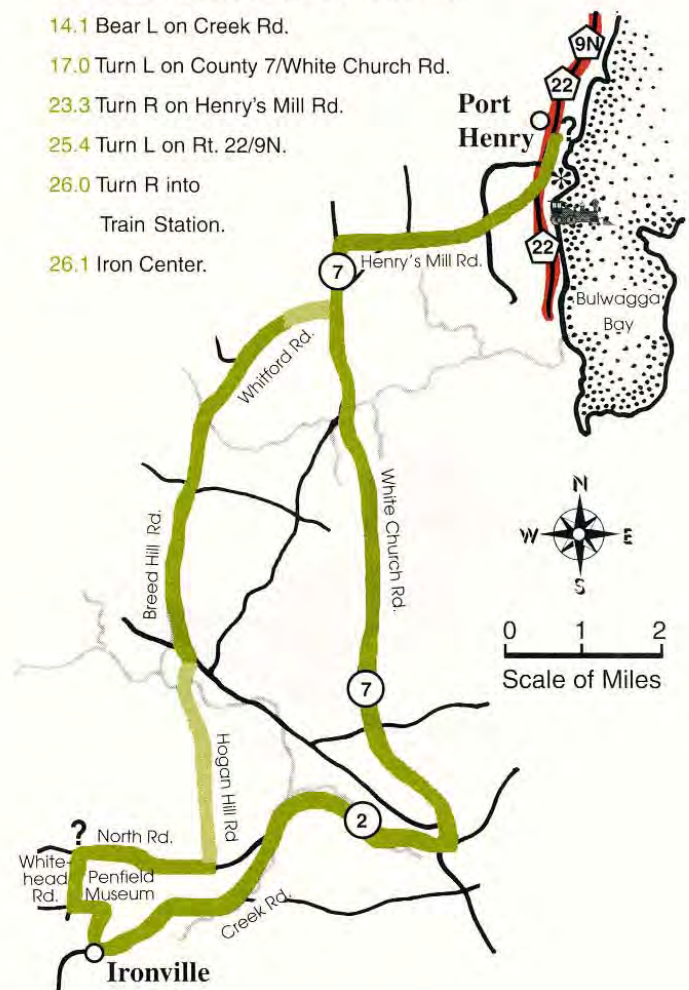 14.1 Bear L on Creek Rd.
17.0 Turn L on County 7/White Church Rd.
23.3 Turn R on Henry's Mill Rd.
25.4 Turn L on Rt. 22/9N.
26.0 Turn R into
Train Station.
26.1 Iron Center.
9N
22
Port
Henry
?
*
7
Henry's Mill Rd.
22
Bulwagga
Bay
Whitford Rd.
White Church Rd.
Breed Hill Rd.
N
W E
S
0 1 2
Scale of Miles
7
Hogan Hill Rd
2
?
North Rd.
White-
head
Rd.
Penfield
Museum
Creek Rd.
Ironville